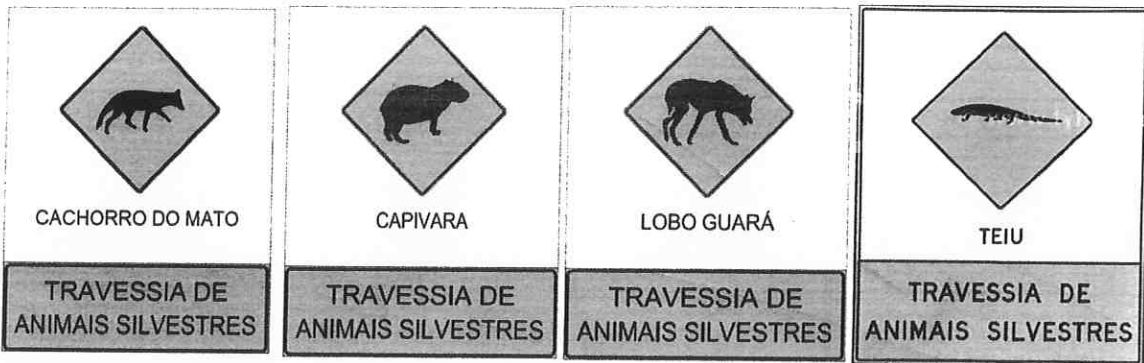 CACHORRO DO MATO
TRAVESSIA DE
ANIMAIS SILVESTRES
CAPIVARA
TRAVESSIA DE
ANIMAIS SILVESTRES
LOBO GUARÁ
TRAVESSIA DE
ANIMAIS SILVESTRES
TEIU
TRAVESSIA DE
ANIMAIS SILVESTRES